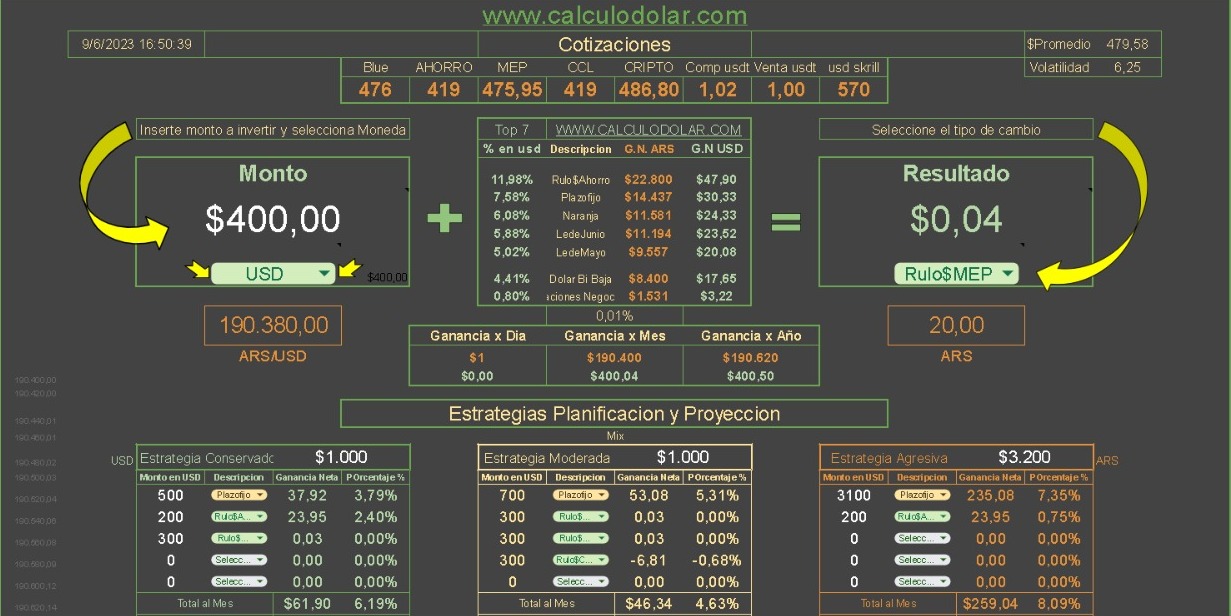 www.calculodolar.com
9/6/2023 16:50:39
Cotizaciones
$Promedio 479,58
Blue AHORRO MEP CCL CRIPTO Comp usdt Venta usdt usd skrill
Volatilidad 6,25
476 419 475,95 419 486,80 1,02 1,00 570
Inserte monto a invertir y selecciona Moneda
Top 7 WWW.CALCULODOLAR.COM
Seleccione el tipo de cambio
% en usd Descripcion G.N. ARS G.N USD
Monto
Resultado
11,98% Rulo$Ahorro $22.800 $47,90
7,58% Plazofijo $14.437 $30,33
$400,00
+
6,08% Naranja $11.581 $24,33
=
$0,04
5,88% LedeJunio $11.194 $23,52
5,02% LedeMayo $9.557 $20,08
USD
$400,00
4,41% Dolar Bi Baja $8.400 $17,65
Rulo$MEP
0,80% aciones Negoc $1.531 $3,22
0,01%
190.380,00
20,00
Ganancia x Dia Ganancia x Mes Ganancia x Año
ARS/USD
$1 $190.400 $190.620
ARS
$0,00 $400,04 $400,50
190.400,00
190.420,00
Estrategias Planificacion y Proyeccion
190.440,01
190.460,01
Mix
190.480,02
USD Estrategia Conservadc $1.000
Estrategia Moderada $1.000
Estrategia Agresiva $3.200 ARS
190.500,03
Monto en USD Descripcion Ganancia Neta POrcentaje %
Monto en USD Descripcion Ganancia Neta POrcentaje %
Monto en USD Descripcion Ganancia Neta POrcentaje %
190.520,04
500 Plazofijo 37,92 3,79%
700 Plazofijo 53,08 5,31%
3100 Plazofijo 235,08 7,35%
190.540,06
200 Rulo$A... 23,95 2,40%
300 Rulo$... 0,03 0,00%
200 Rulo$A... 23,95 0,75%
190.560,08
300 Rulo$... 0,03 0,00%
300 Rulo$... 0,03 0,00%
0 Selecc... 0,00 0,00%
190.580,09
0 Selecc... 0,00 0,00%
300 Rulo$C... -6,81 -0,68%
0 Selecc... 0,00 0,00%
190.600,12
0 Selecc... 0,00 0,00%
0 Selecc... 0,00 0,00%
0 Selecc... 0,00 0,00%
190.620,14
Total al Mes $61,90 6,19%
Total al Mes $46,34 4,63%
Total al Mes $259,04 8,09%